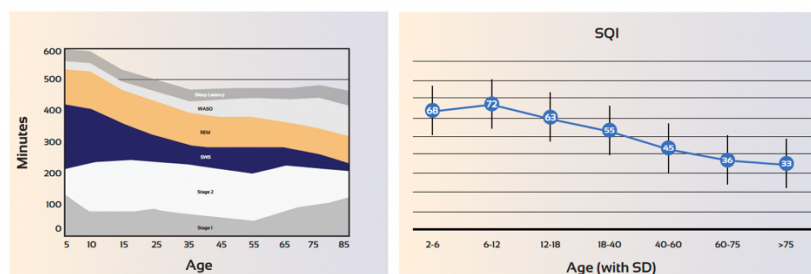 600
500
400
300
200
100
0
Minutes
Sleep Latency
WASO
REM
SWS
Stage 2
Stage 1
5 10 15 25 35 45 55 65 75 85
Age
SQI
68 72 63 55 45 36 33
2-6 6-12 12-18 18-40 40-60 60-75 >75
Age (with SD)